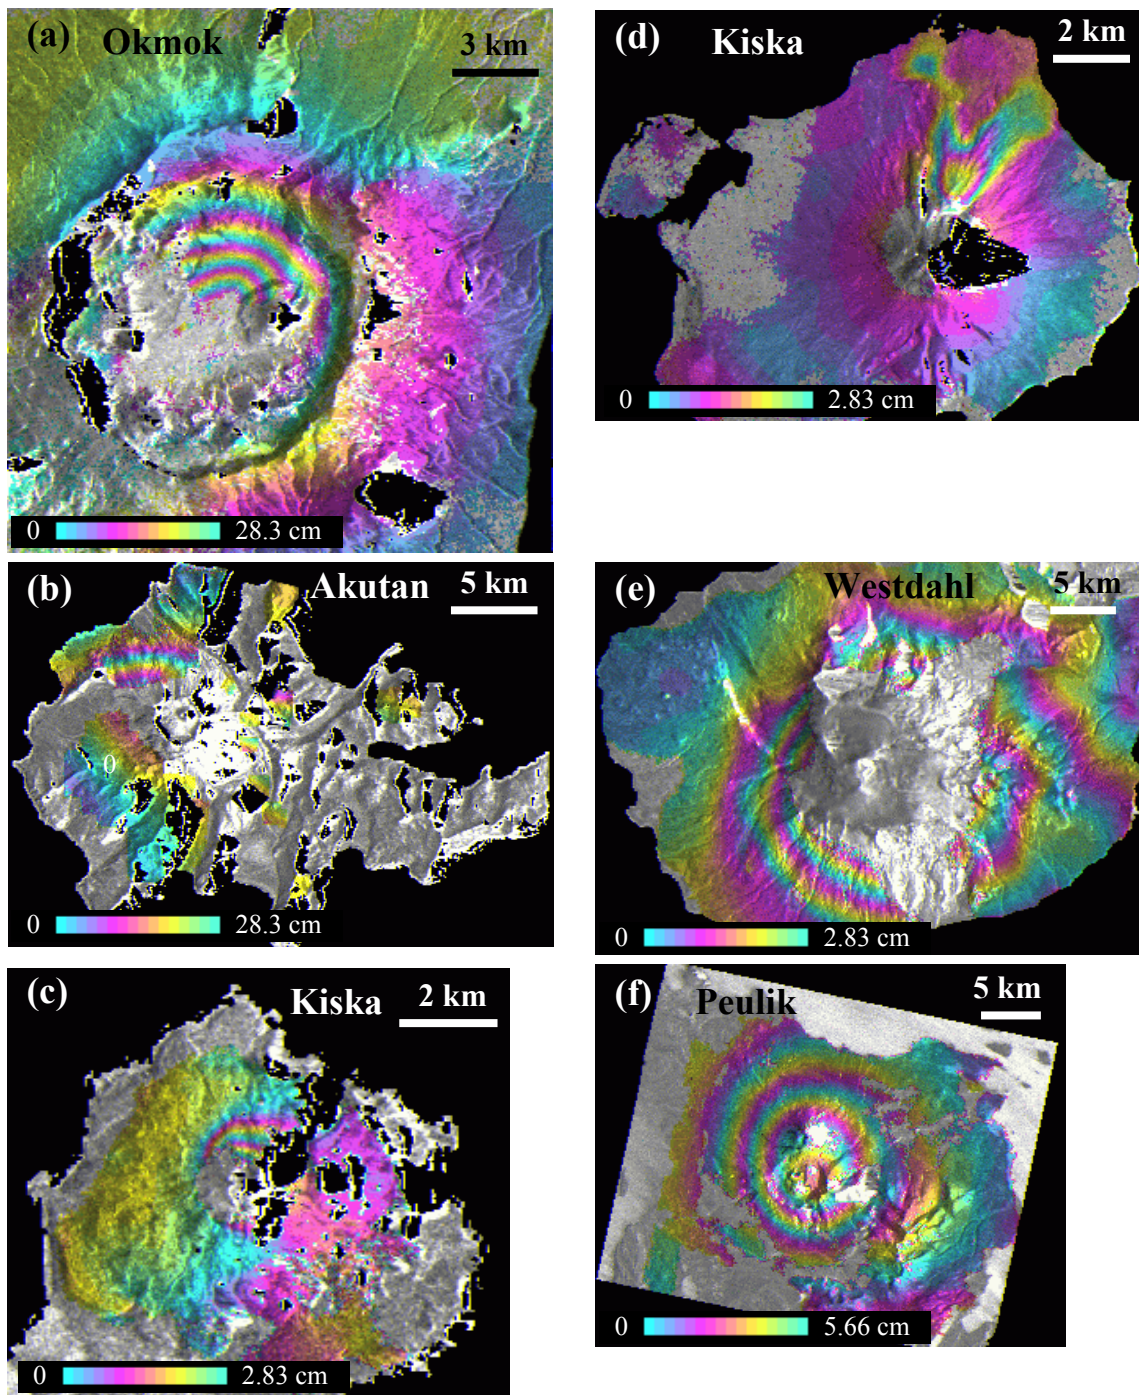 (a) Okmok
3 km
0 28.3 cm
(d) Kiska
2 km
0 2.83 cm
(b) Akutan
5 km
0
0 28.3 cm
(e) Westdahl
5 km
0 2.83 cm
(c) Kiska
2 km
0 2.83 cm
(f) Peulik
5 km
0 5.66 cm